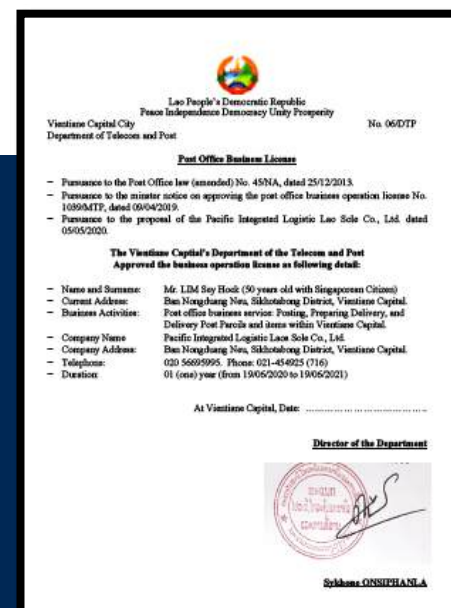 Lao People's Democratic Republic
Peace Independence Democracy Unity Prosperity
Vientiane Capital City
No. 06/DTP
Department of Telecom and Post
Post Office Business License
– Pursuance to the Post Office law (amended) No. 45/NA, dated 25/12/2013.
– Pursuance to the minster notice on approving the post office business operation license No.
1039/MTP, dated 09/04/2019.
– Pursuance to the proposal of the Pacific Integrated Logistic Lao Sole Co., Ltd. dated
05/05/2020.
The Vientiane Captial's Department of the Telecom and Post
Approved the business operation license as following detail:
– Name and Surname: Mr. LIM Sey Hock (50 years old with Singaporean Citizen)
– Current Address: Ban Nongduang Neu, Sikhotabong District, Vientiane Capital.
– Business Activities: Post office business service: Posting, Preparing Delivery, and
Delivery Post Parcels and items within Vientiane Capital.
– Company Name Pacific Integrated Logistic Laos Sole Co., Ltd.
– Company Address: Ban Nongduang Neu, Sikhotabong District, Vientiane Capital.
– Telephone: 020 56695995. Phone: 021-454925 (716)
– Duration: 01 (one) year (from 19/06/2020 to 19/06/2021)
At Vientiane Capital, Date: ........................................
Director of the Department
Sykhone ONSIPHANLA